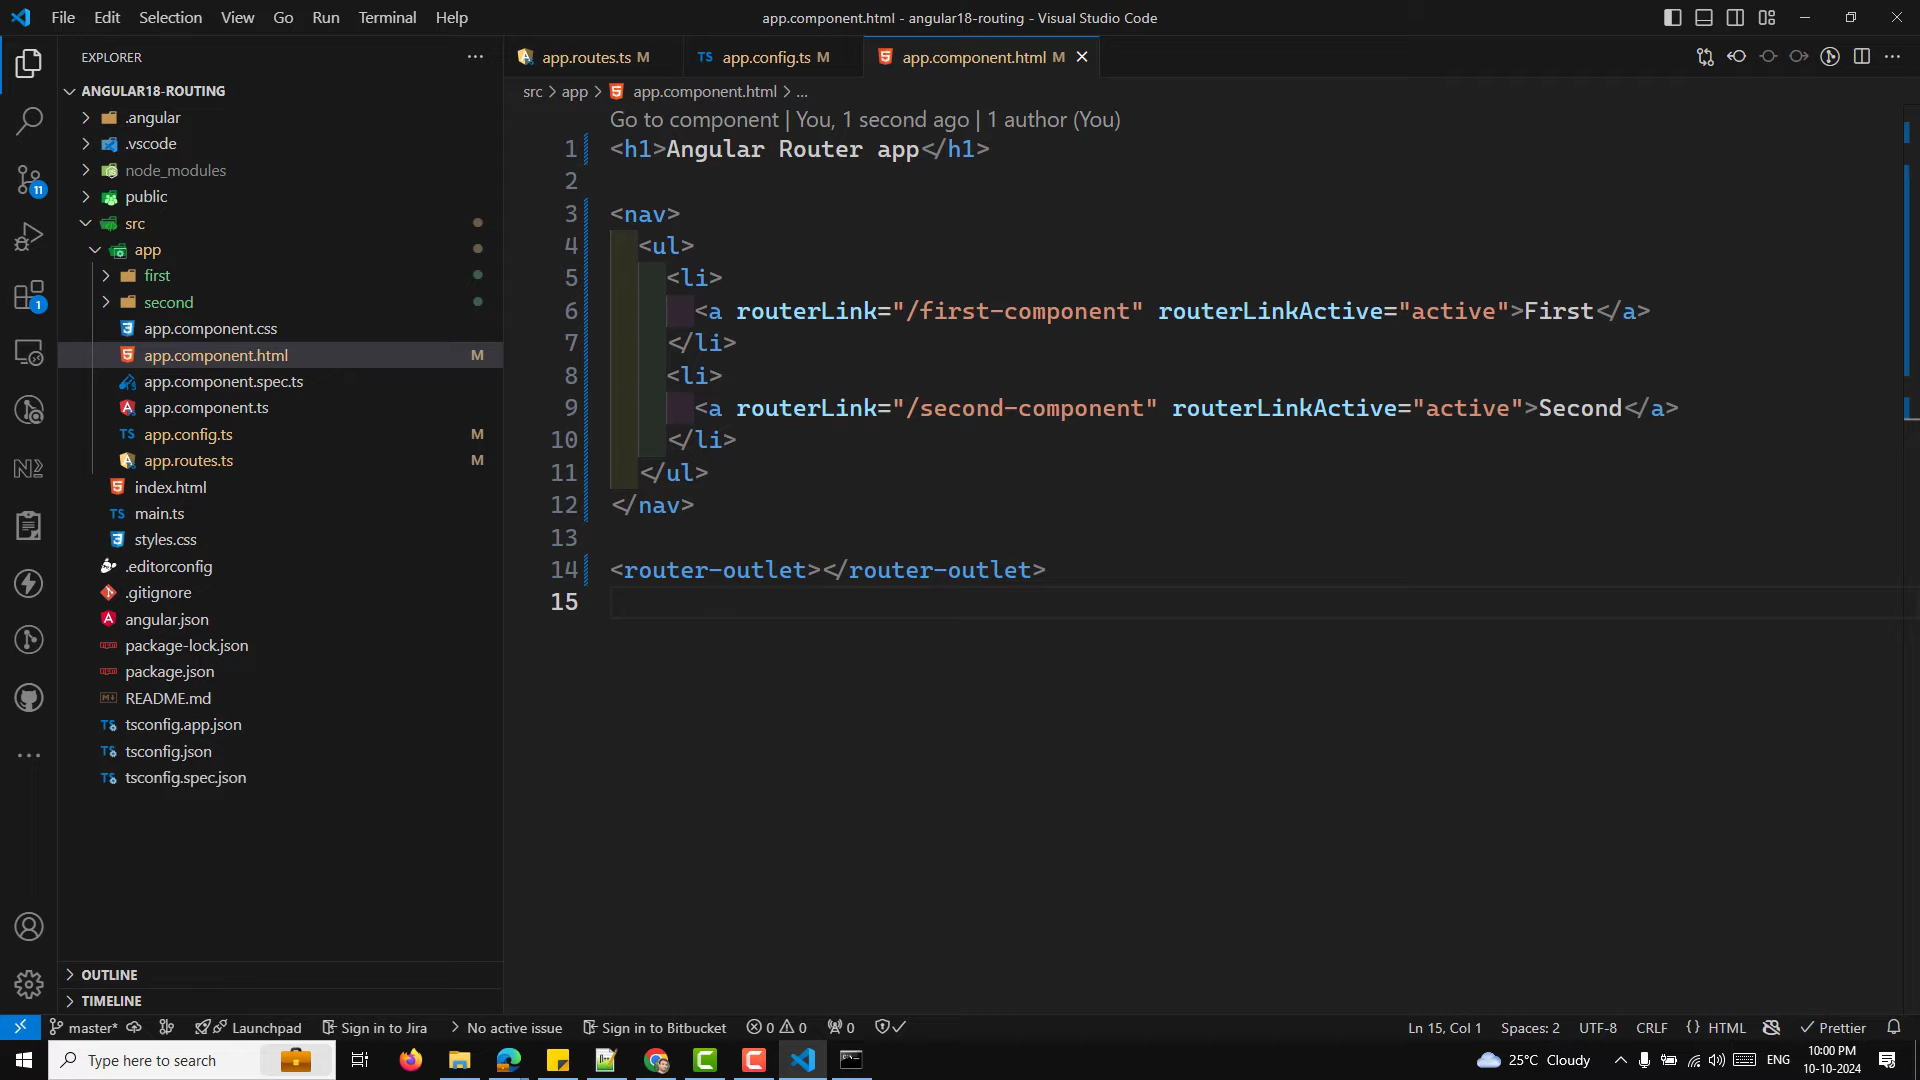 File Edit Selection View Go Run Terminal Help
app.component.html - angular18-routing - Visual Studio Code
EXPLORER
ANGULAR18-ROUTING
.angular
.vscode
node_modules
public
src
app
first
second
app.component.css
app.component.html M
app.component.spec.ts
app.component.ts
app.config.ts M
app.routes.ts M
index.html
main.ts
styles.css
.editorconfig
.gitignore
angular.json
package-lock.json
package.json
README.md
tsconfig.app.json
tsconfig.json
tsconfig.spec.json
OUTLINE
TIMELINE
11
1
app.routes.ts M
TS app.config.ts M
app.component.html M
src > app > app.component.html > ...
Go to component | You, 1 second ago | 1 author (You)
1 <h1>Angular Router app</h1>
2
3 <nav>
4 <ul>
5 <li>
6 <a routerLink="/first-component" routerLinkActive="active">First</a>
7 </li>
8 <li>
9 <a routerLink="/second-component" routerLinkActive="active">Second</a>
10 </li>
11 </ul>
12 </nav>
13
14 <router-outlet></router-outlet>
15
master* Launchpad Sign in to Jira No active issue Sign in to Bitbucket 0 0 0
Ln 15, Col 1 Spaces: 2 UTF-8 CRLF {} HTML Prettier
Type here to search
25°C Cloudy ENG
10:00 PM
10-10-2024